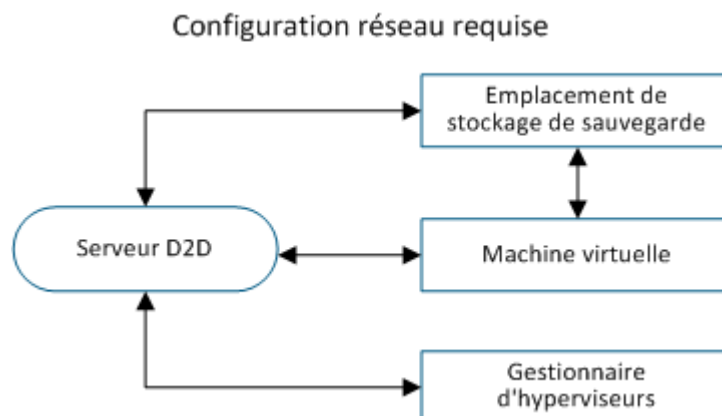 Configuration réseau requise
Emplacement de
stockage de sauvegarde
Serveur D2D
Machine virtuelle
Gestionnaire
d'hyperviseurs